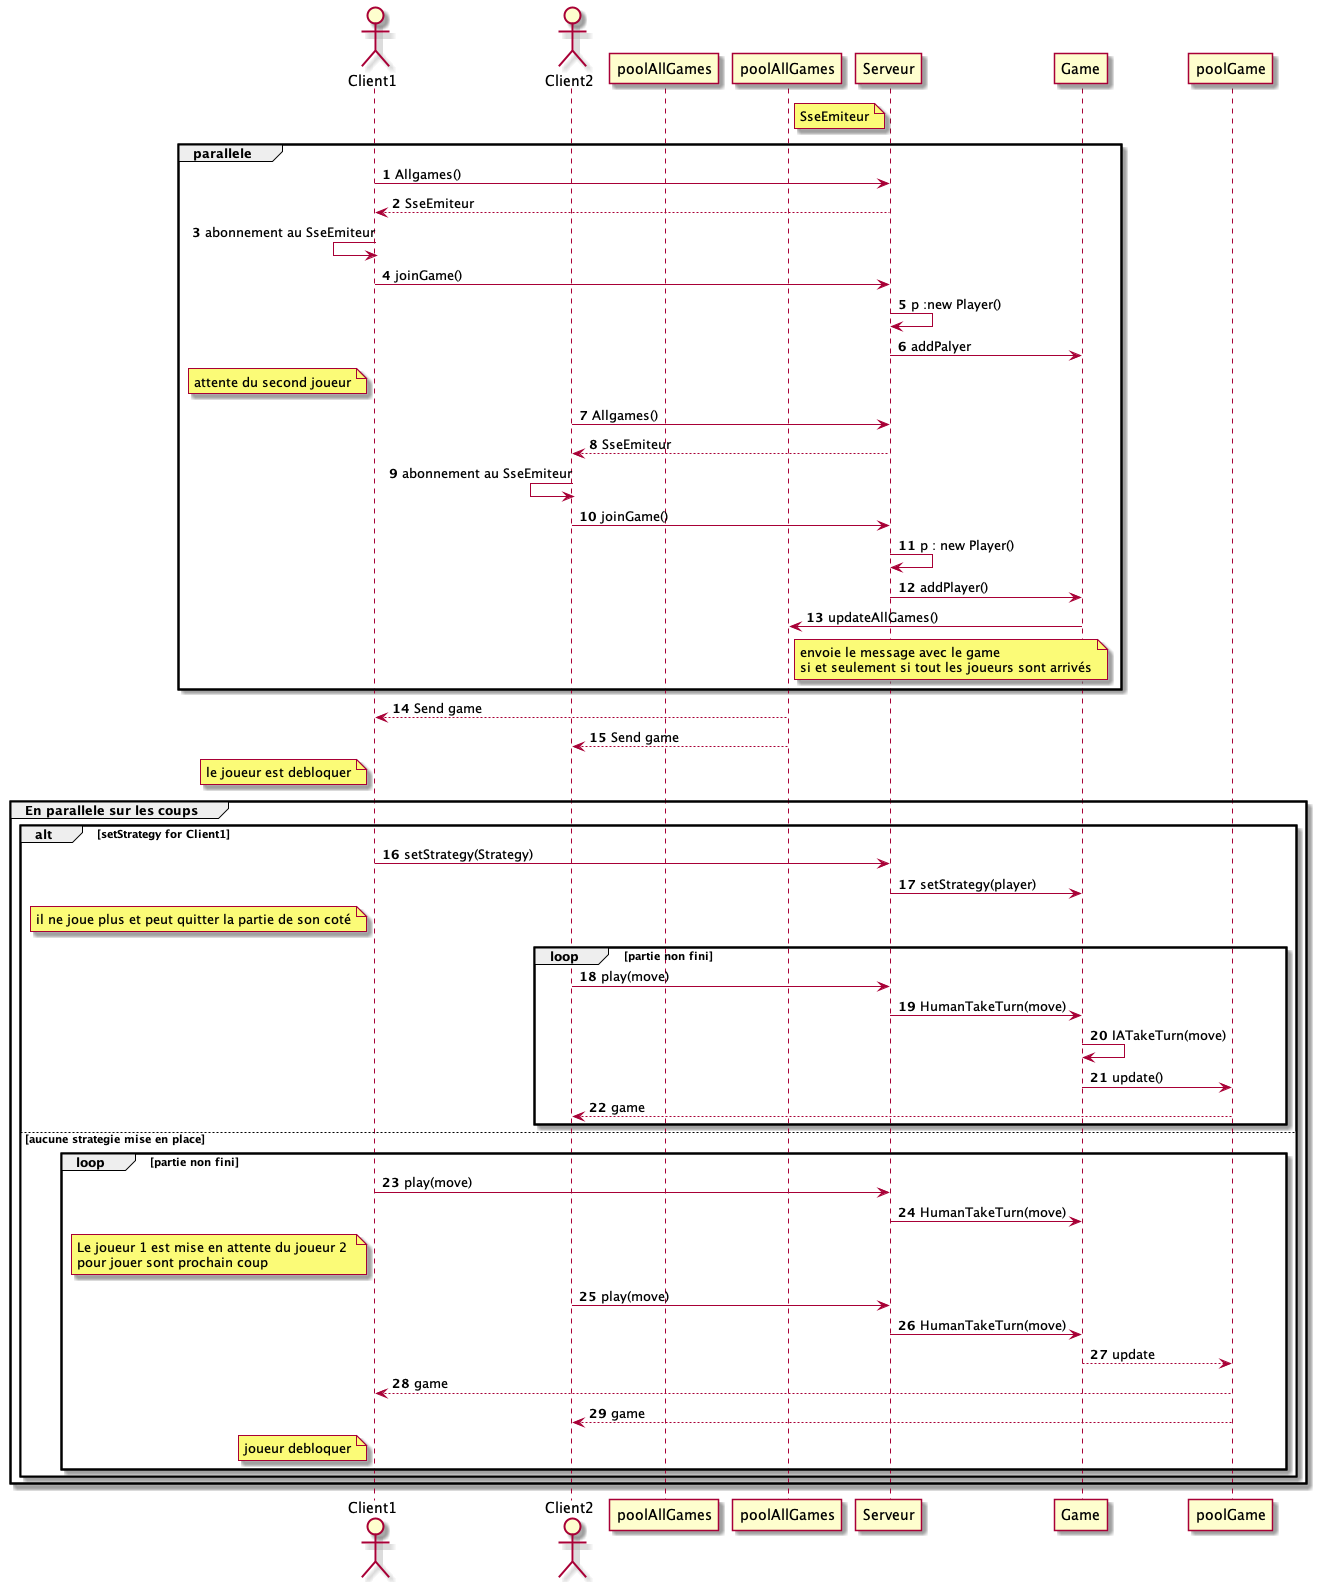 Client1
Client2
poolAllGames
poolAllGames
Serveur
Game
poolGame
SseEmiteur
parallele
1 Allgames()
2 SseEmiteur
3 abonnement au SseEmiteur
4 joinGame()
5 p :new Player()
6 addPalyer
attente du second joueur
7 Allgames()
8 SseEmiteur
9 abonnement au SseEmiteur
10 joinGame()
11 p : new Player()
12 addPlayer()
13 updateAllGames()
envoie le message avec le game
si et seulement si tout les joueurs sont arrivés
14 Send game
15 Send game
le joueur est debloquer
En parallele sur les coups
alt [setStrategy for Client1]
16 setStrategy(Strategy)
17 setStrategy(player)
il ne joue plus et peut quitter la partie de son coté
loop [partie non fini]
18 play(move)
19 HumanTakeTurn(move)
20 IATakeTurn(move)
21 update()
22 game
[aucune strategie mise en place]
loop [partie non fini]
23 play(move)
24 HumanTakeTurn(move)
Le joueur 1 est mise en attente du joueur 2
pour jouer sont prochain coup
25 play(move)
26 HumanTakeTurn(move)
27 update
28 game
29 game
joueur debloquer
Client1
Client2
poolAllGames
poolAllGames
Serveur
Game
poolGame